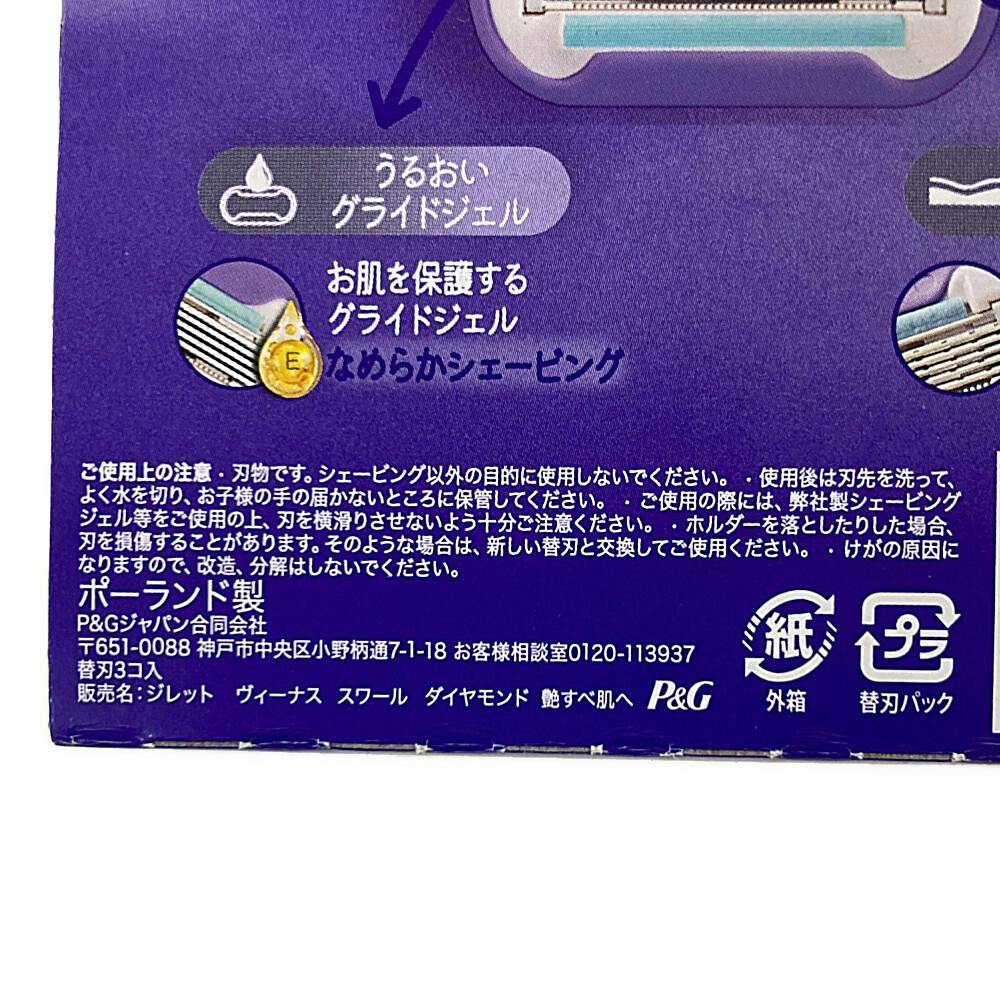 うるおい
グライドジェル
お肌を保護する
グライドジェル
E
なめらかシェービング
ご使用上の注意・刃物です。シェービング以外の目的に使用しないでください。 ・使用後は刃先を洗って、
よく水を切り、お子様の手の届かないところに保管してください。 ・ご使用の際には、弊社製シェービング
ジェル等をご使用の上、刃を横滑りさせないよう十分ご注意ください。 ・ホルダーを落としたりした場合、
刃を損傷することがあります。そのような場合は、新しい替刃と交換してご使用ください。 ・けがの原因に
なりますので、改造、分解はしないでください。
ポーランド製
P&Gジャパン合同会社
〒651-0088 神戸市中央区小野柄通7-1-18 お客様相談室0120-113937
替刃3コ入
販売名：ジレット ヴィーナス スワール ダイヤモンド 艶すべ肌へ P&G
紙
外箱
プラ
替刃パック